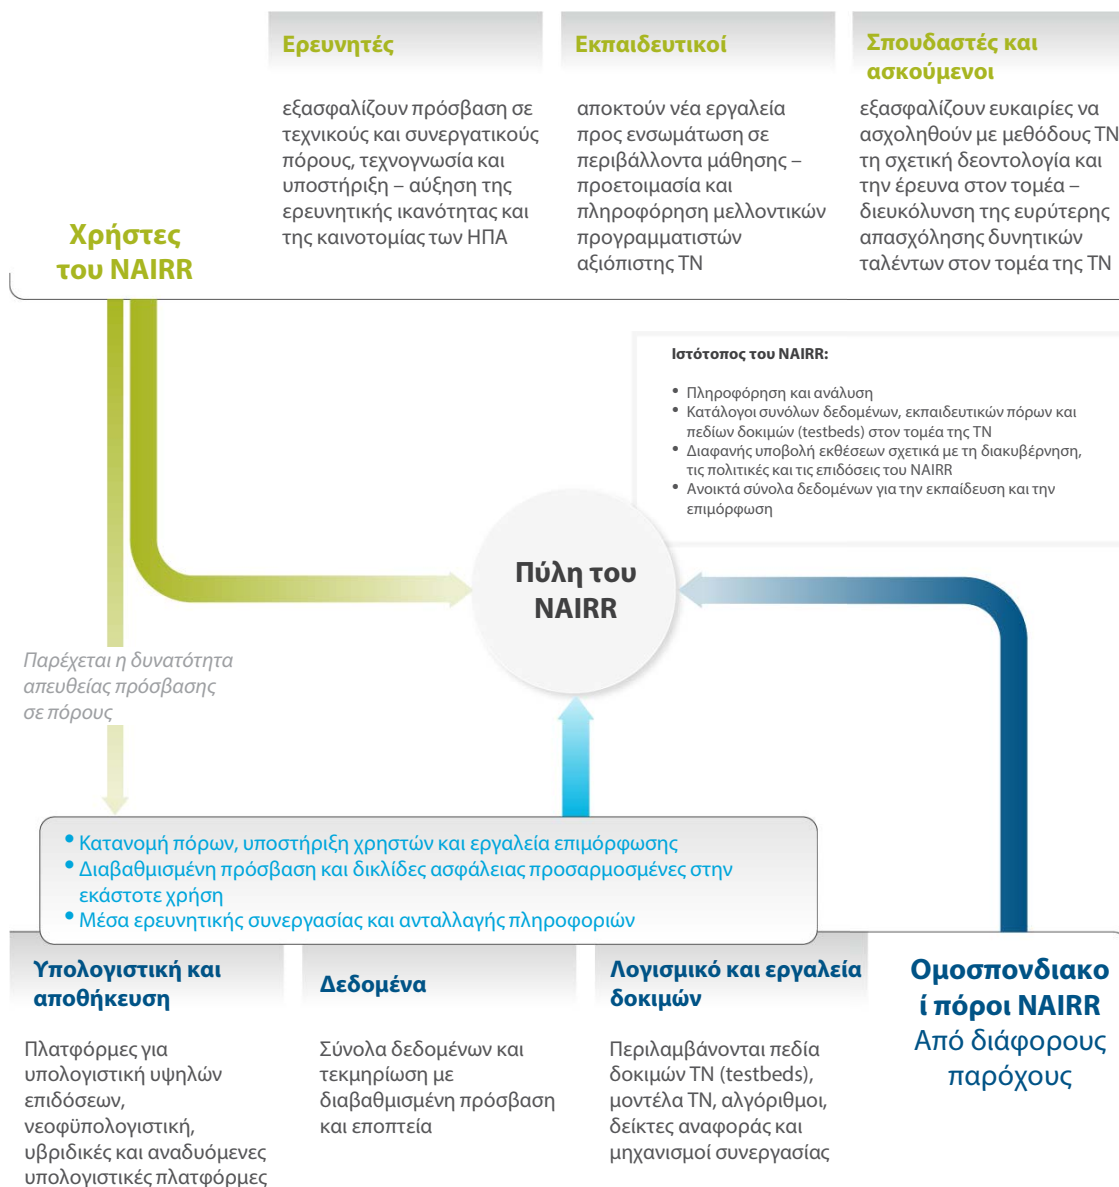 Ερευνητές
εξασφαλίζουν πρόσβαση σε
τεχνικούς και συνεργατικούς
πόρους, τεχνογνωσία και
υποστήριξη – αύξηση της
ερευνητικής ικανότητας και
της καινοτομίας των ΗΠΑ
Εκπαιδευτικοί
αποκτούν νέα εργαλεία
προς ενσωμάτωση σε
περιβάλλοντα μάθησης –
προετοιμασία και
πληροφόρηση μελλοντικών
προγραμματιστών
αξιόπιστης ΤΝ
Σπουδαστές και
ασκούμενοι
εξασφαλίζουν ευκαιρίες να
ασχοληθούν με μεθόδους ΤΝ
τη σχετική δεοντολογία και
την έρευνα στον τομέα –
διευκόλυνση της ευρύτερης
απασχόλησης δυνητικών
ταλέντων στον τομέα της ΤΝ
Χρήστες
του NAIRR
Ιστότοπος του NAIRR:
• Πληροφόρηση και ανάλυση
• Κατάλογοι συνόλων δεδομένων, εκπαιδευτικών πόρων και
πεδίων δοκιμών (testbeds) στον τομέα της ΤΝ
• Διαφανής υποβολή εκθέσεων σχετικά με τη διακυβέρνηση,
τις πολιτικές και τις επιδόσεις του NAIRR
• Ανοικτά σύνολα δεδομένων για την εκπαίδευση και την
επιμόρφωση
Πύλη του
NAIRR
Παρέχεται η δυνατότητα
απευθείας πρόσβασης
σε πόρους
• Κατανομή πόρων, υποστήριξη χρηστών και εργαλεία επιμόρφωσης
• Διαβαθμισμένη πρόσβαση και δικλίδες ασφάλειας προσαρμοσμένες στην
εκάστοτε χρήση
• Μέσα ερευνητικής συνεργασίας και ανταλλαγής πληροφοριών
Υπολογιστική και
αποθήκευση
Πλατφόρμες για
υπολογιστική υψηλών
επιδόσεων,
νεοφϋπολογιστική,
υβριδικές και αναδυόμενες
υπολογιστικές πλατφόρμες
Δεδομένα
Σύνολα δεδομένων και
τεκμηρίωση με
διαβαθμισμένη πρόσβαση
και εποπτεία
Λογισμικό και εργαλεία
δοκιμών
Περιλαμβάνονται πεδία
δοκιμών ΤΝ (testbeds),
μοντέλα ΤΝ, αλγόριθμοι,
δείκτες αναφοράς και
μηχανισμοί συνεργασίας
Ομοσπονδιακο
ί πόροι NAIRR
Από διάφορους
παρόχους